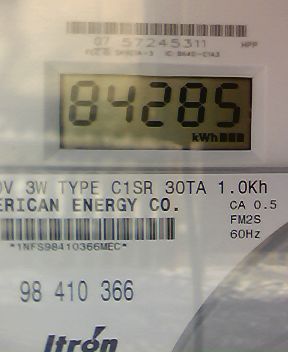 07 57245311 HPP
84285
kWh
0V 3W TYPE C1SR 30TA 1.0Kh
ERICAN ENERGY CO. CA 0.5
FM2S
60Hz
*1NFS98410366MEC*
98 410 366
Itron